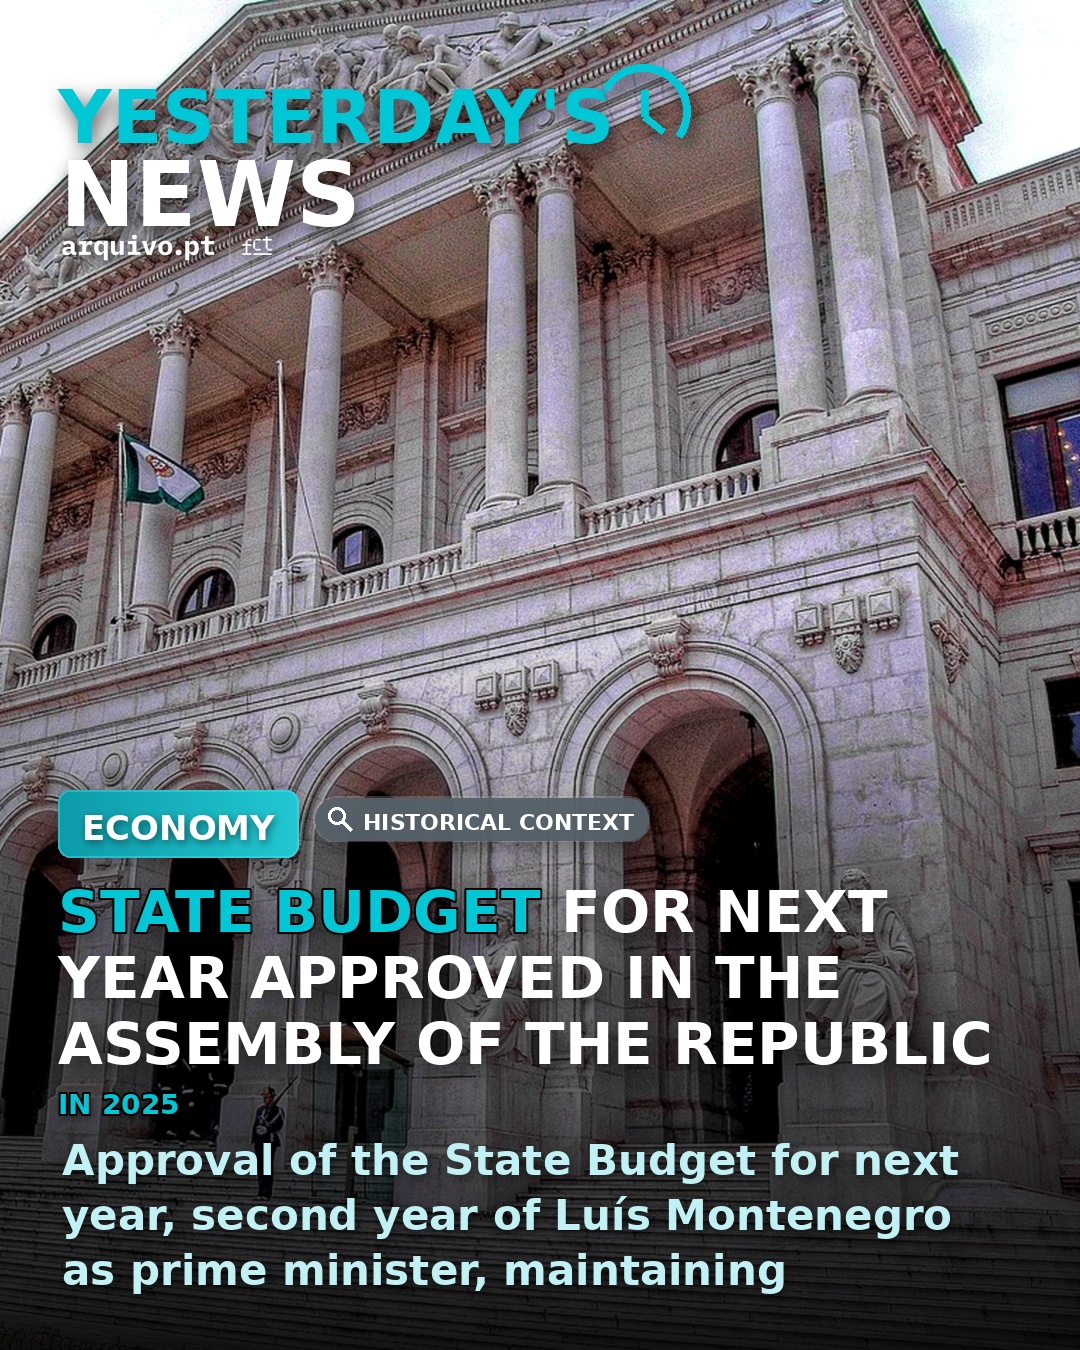 YESTERDAY'S
NEWS
arquivo.pt fct
ECONOMY
HISTORICAL CONTEXT
STATE BUDGET FOR NEXT
YEAR APPROVED IN THE
ASSEMBLY OF THE REPUBLIC
IN 2025
Approval of the State Budget for next
year, second year of Luís Montenegro
as prime minister, maintaining